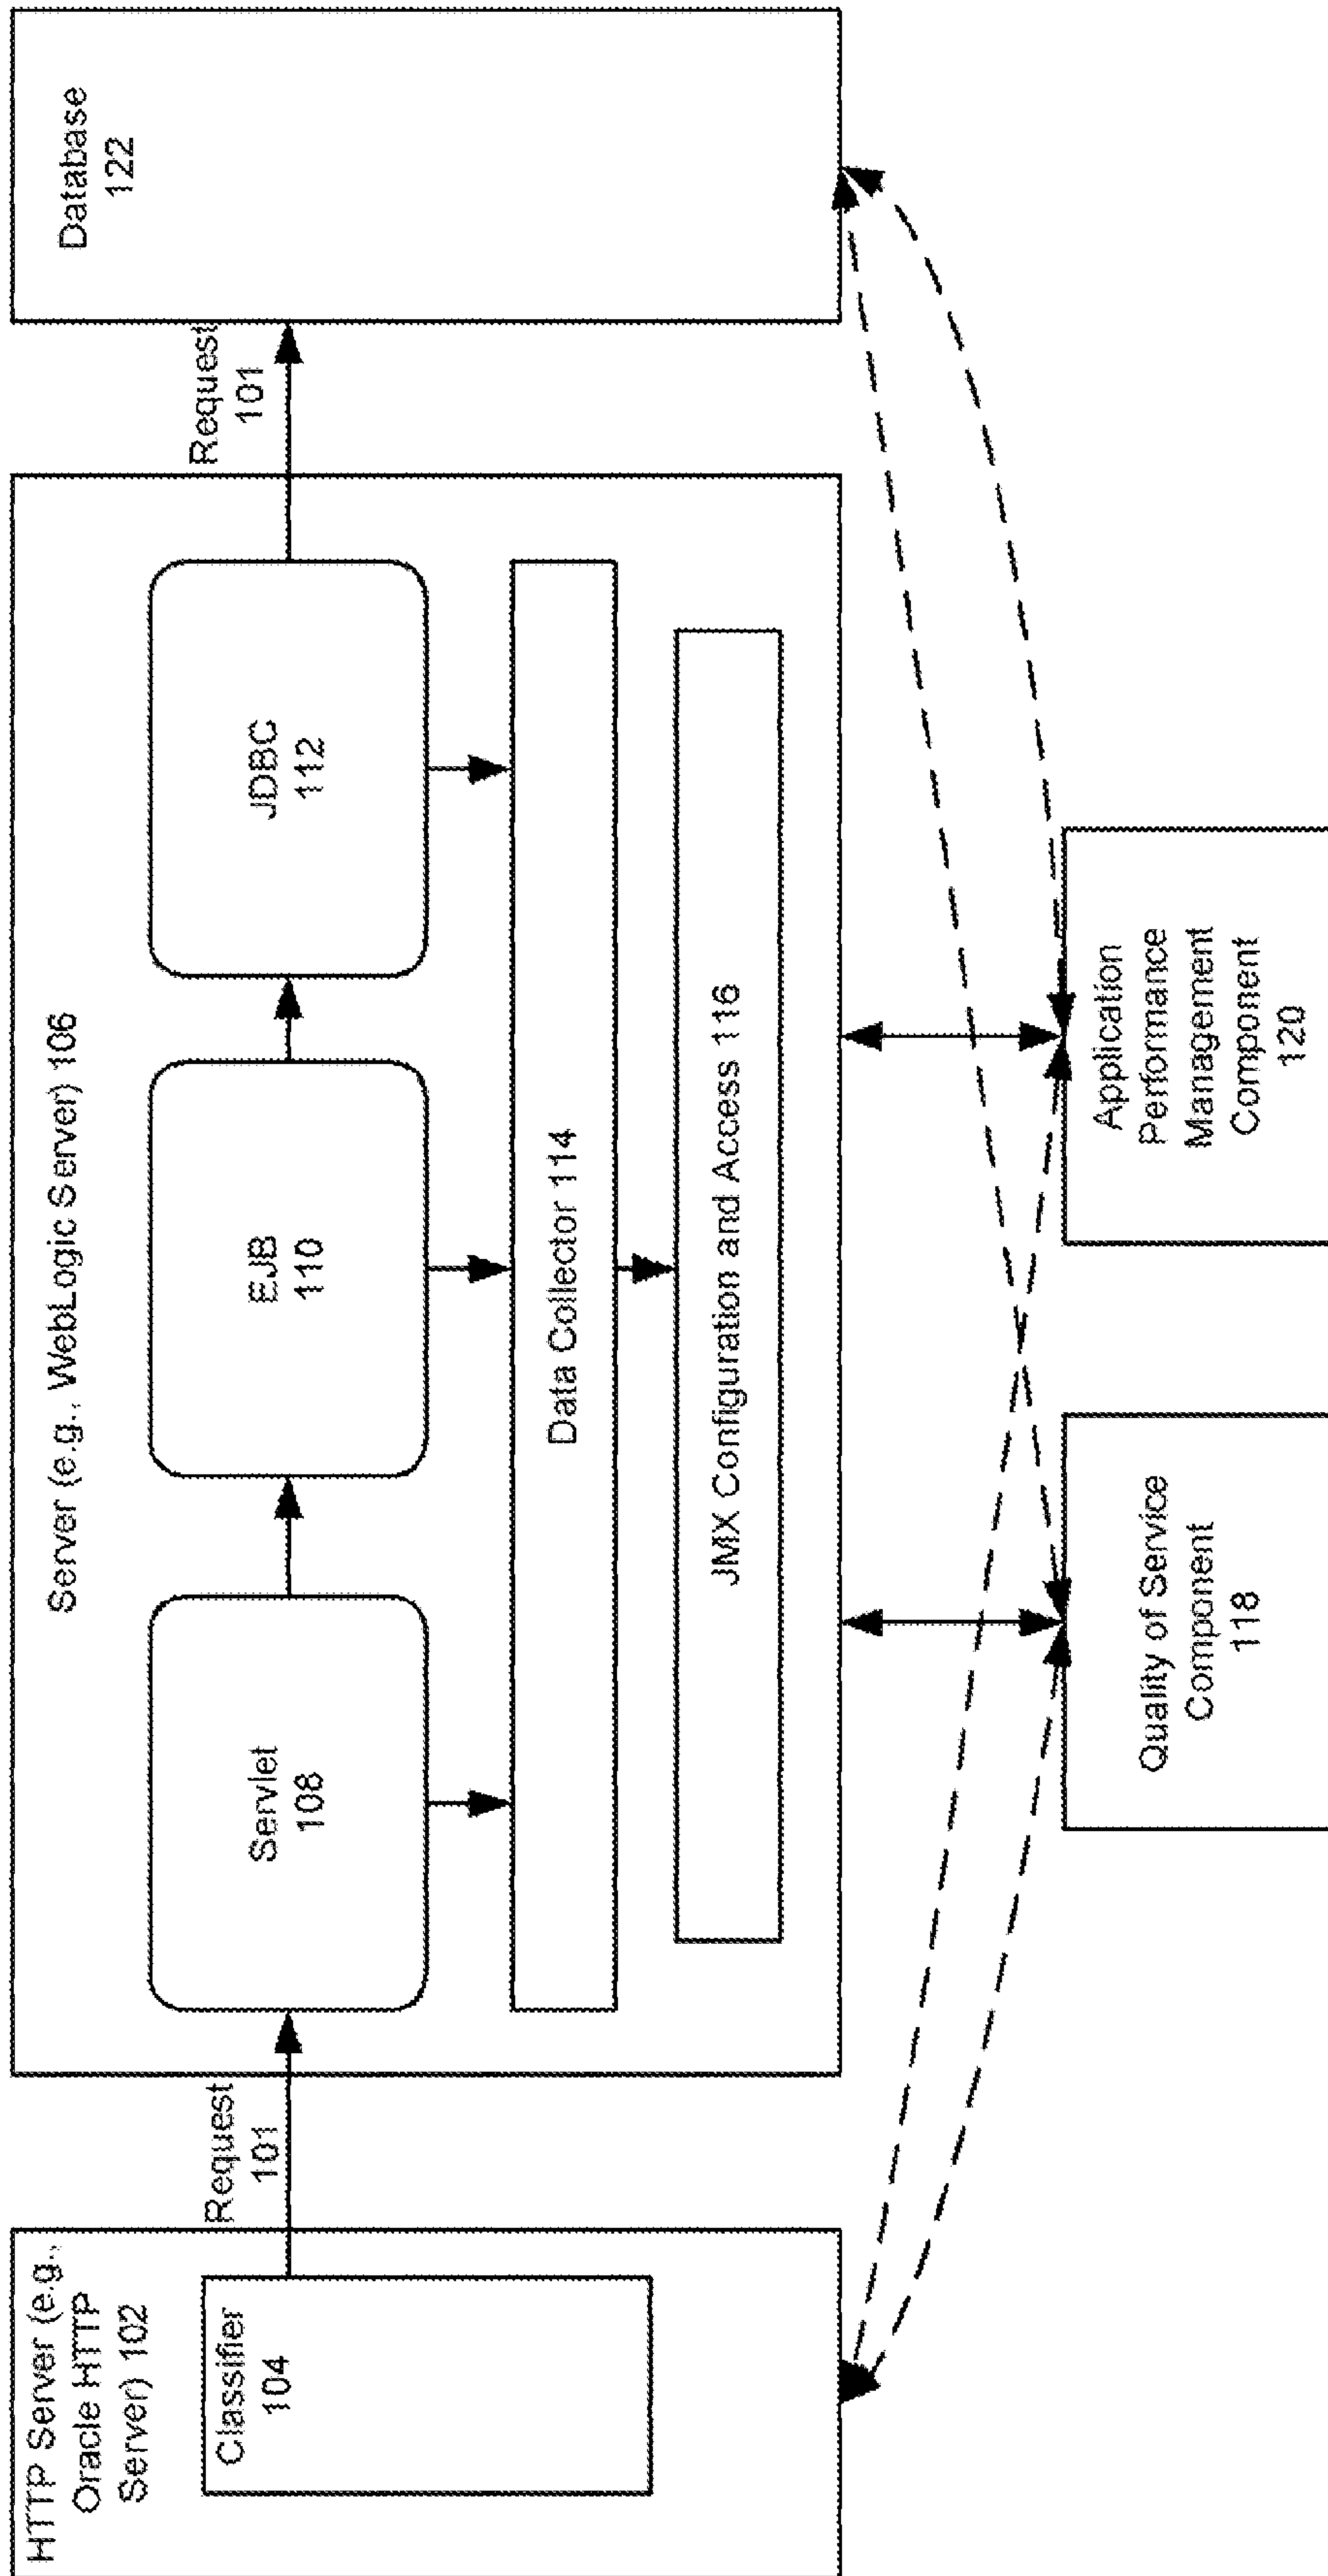 HTTP Server (e.g.,
Oracle HTTP
Server) 102
Classifier
104
Request
101
Server (e.g., WebLogic Server) 106
Servlet
108
EJB
110
JDBC
112
Data Collector 114
JMX Configuration and Access 116
Request
101
Database
122
Quality of Service
Component
118
Application
Performance
Management
Component
120